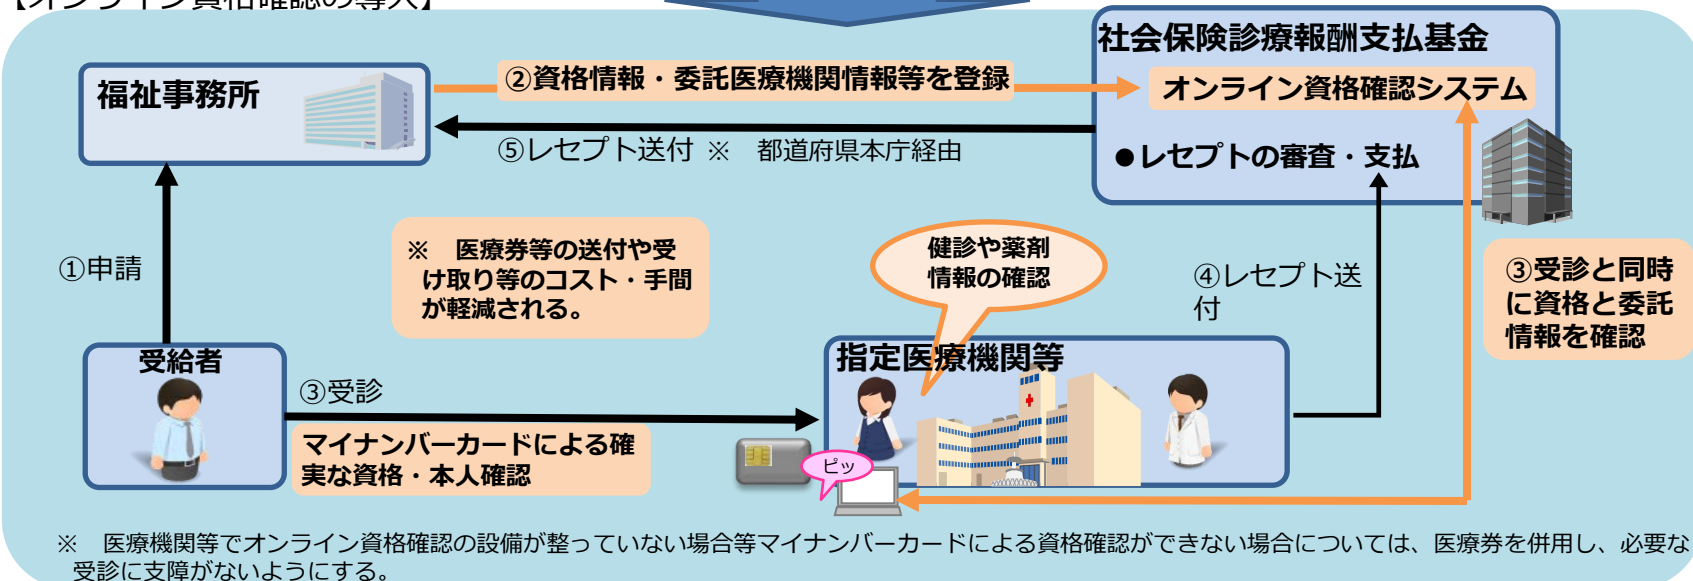 【オンライン資格確認の導入】
福祉事務所
②資格情報・委託医療機関情報等を登録
社会保険診療報酬支払基金
オンライン資格確認システム
⑤レセプト送付 ※ 都道府県本庁経由
●レセプトの審査・支払
①申請
※ 医療券等の送付や受
け取り等のコスト・手間
が軽減される。
健診や薬剤
情報の確認
④レセプト送
付
③受診と同時
に資格と委託
情報を確認
受給者
③受診
マイナンバーカードによる確
実な資格・本人確認
指定医療機関等
ピッ
※ 医療機関等でオンライン資格確認の設備が整っていない場合等マイナンバーカードによる資格確認ができない場合については、医療券を併用し、必要な
受診に支障がないようにする。